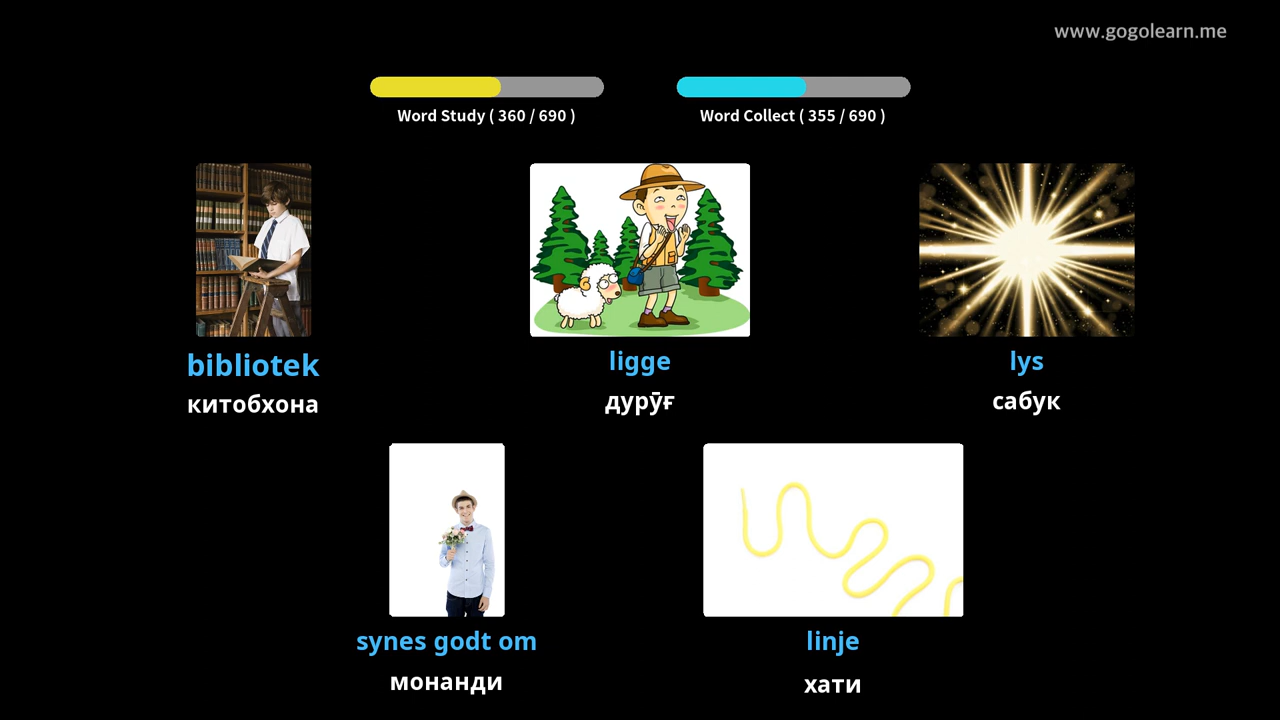 www.gogolearn.me
Word Study ( 360 / 690 )
Word Collect ( 355 / 690 )
bibliotek
китобхона
ligge
дурӯғ
lys
сабук
synes godt om
монанди
linje
хати